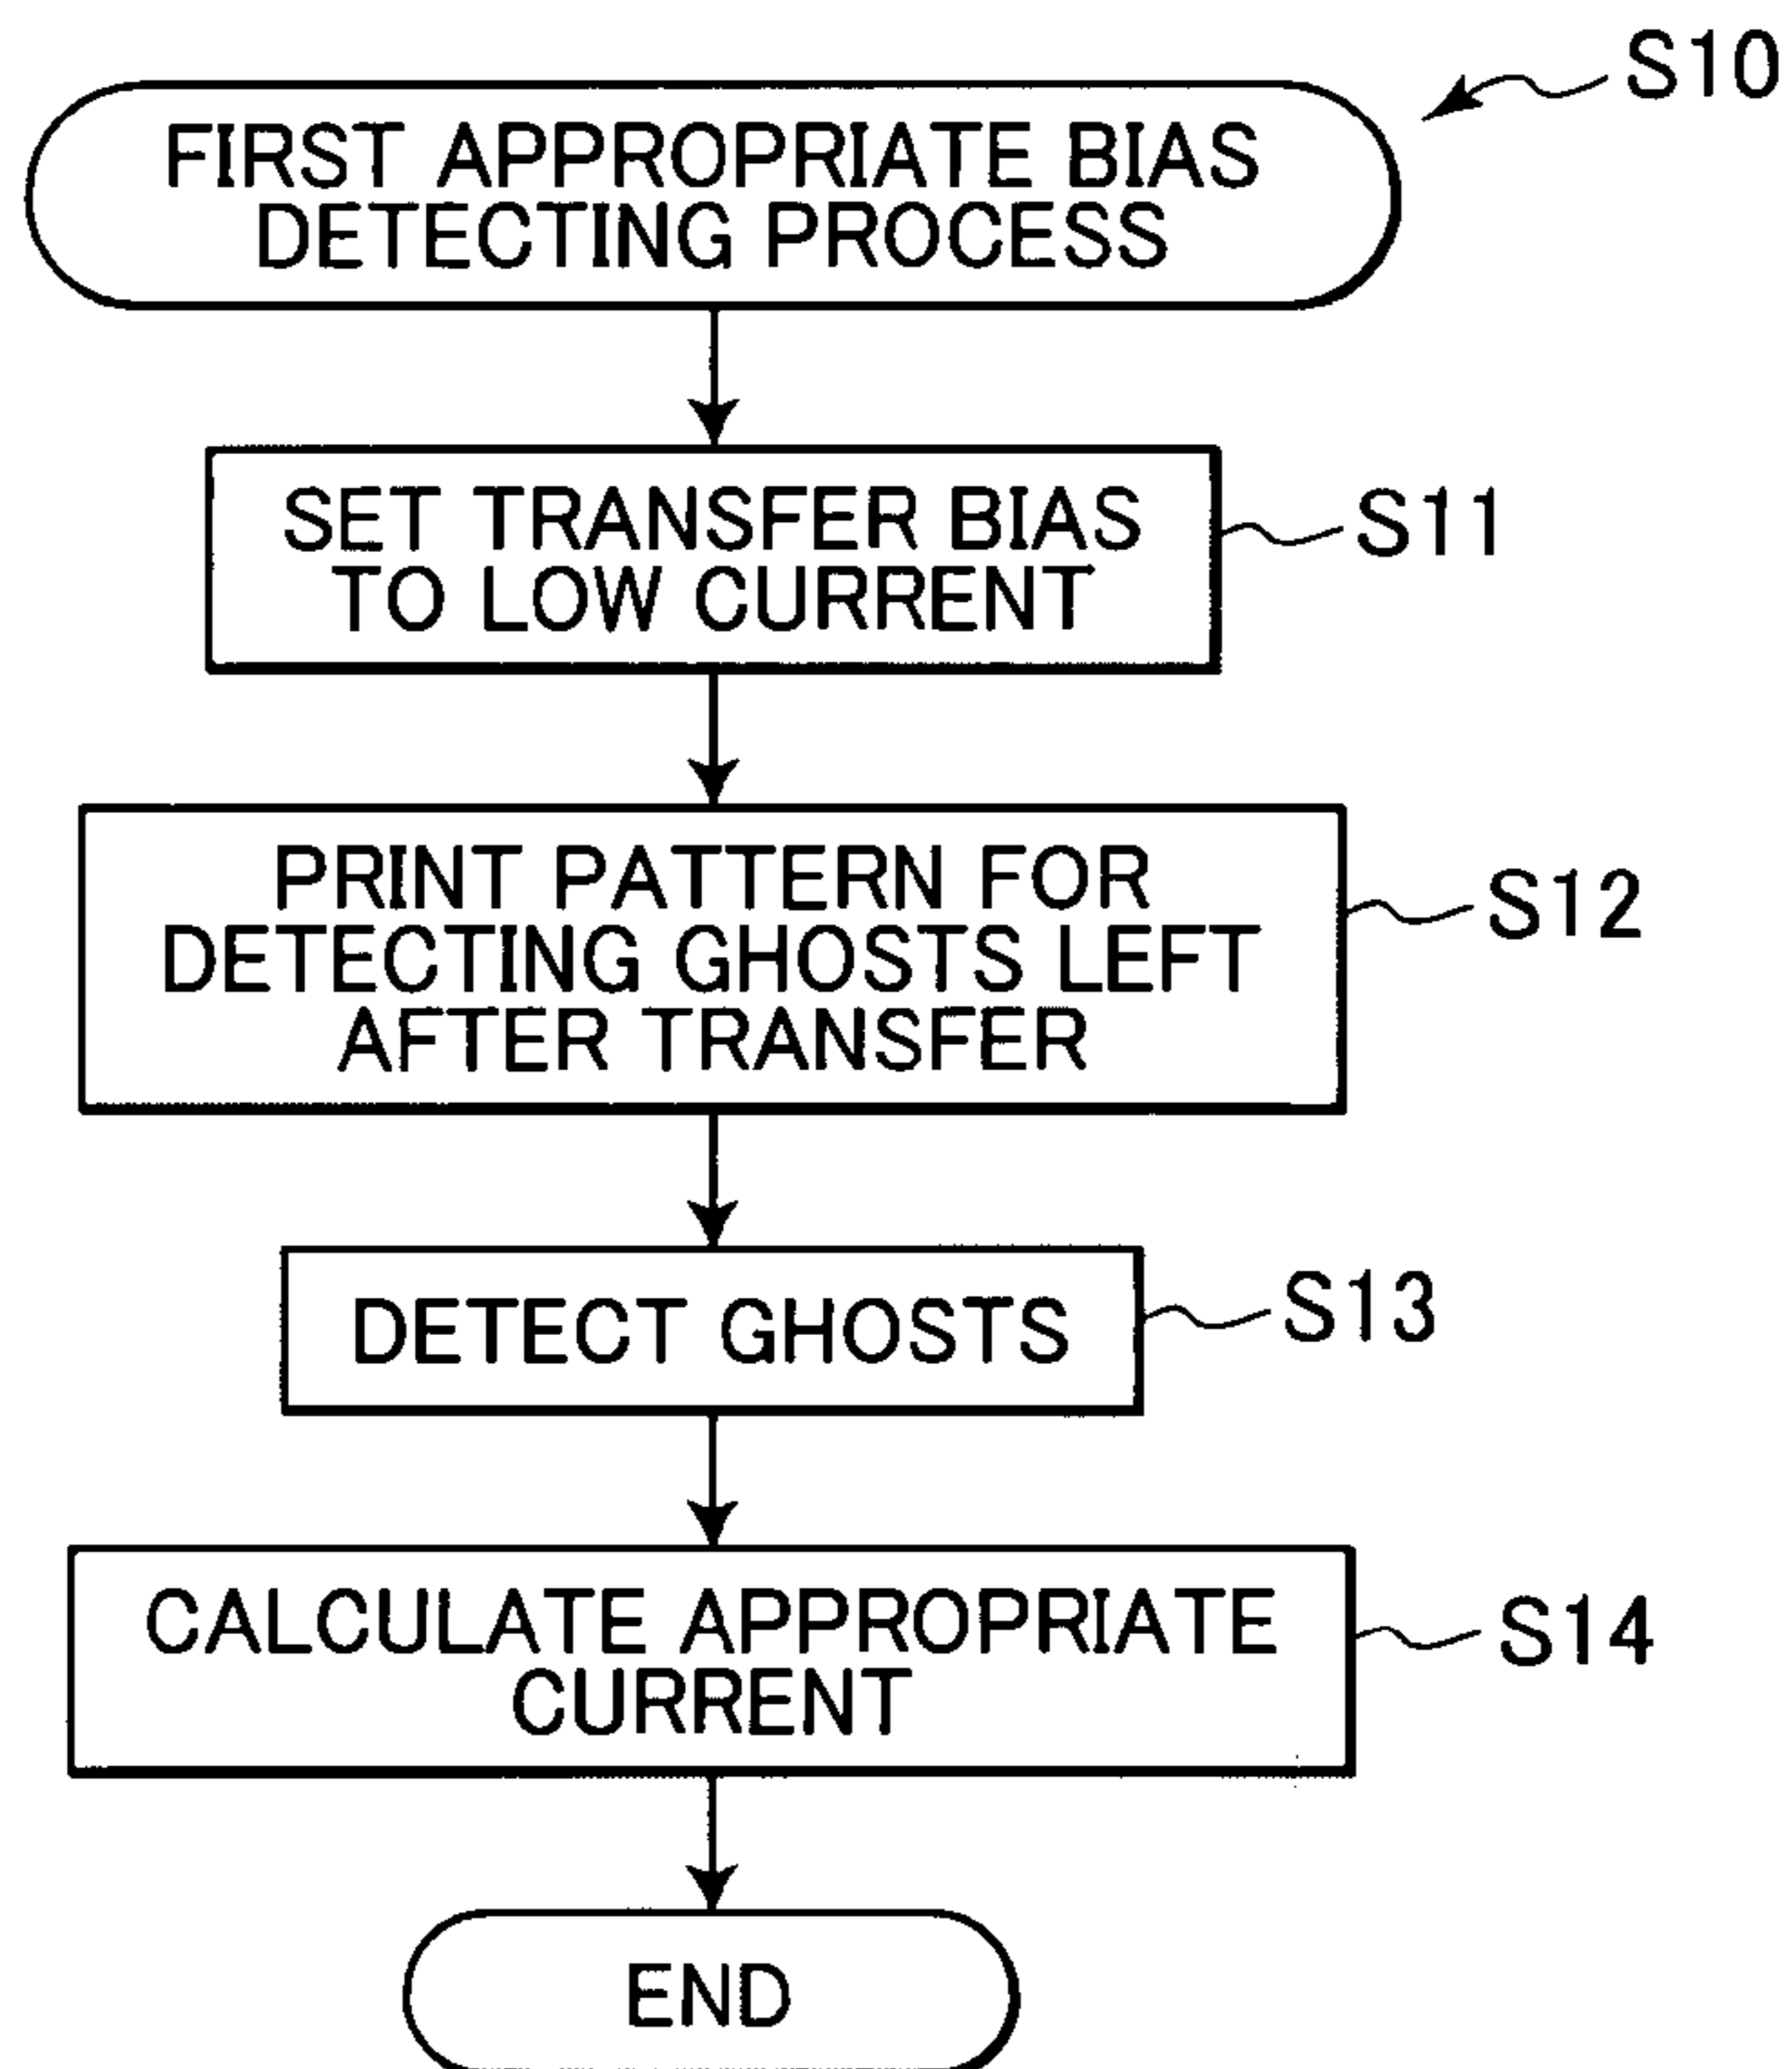 S10
FIRST APPROPRIATE BIAS
DETECTING PROCESS
SET TRANSFER BIAS
TO LOW CURRENT
S11
PRINT PATTERN FOR
DETECTING GHOSTS LEFT
AFTER TRANSFER
S12
DETECT GHOSTS
S13
CALCULATE APPROPRIATE
CURRENT
S14
END